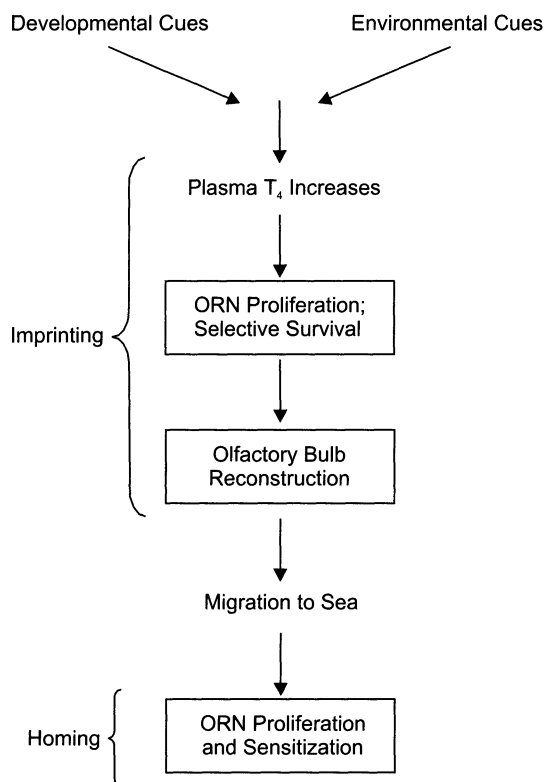 Developmental Cues
Environmental Cues
Plasma T₄ Increases
ORN Proliferation;
Selective Survival
Imprinting
Olfactory Bulb
Reconstruction
Migration to Sea
ORN Proliferation
and Sensitization
Homing